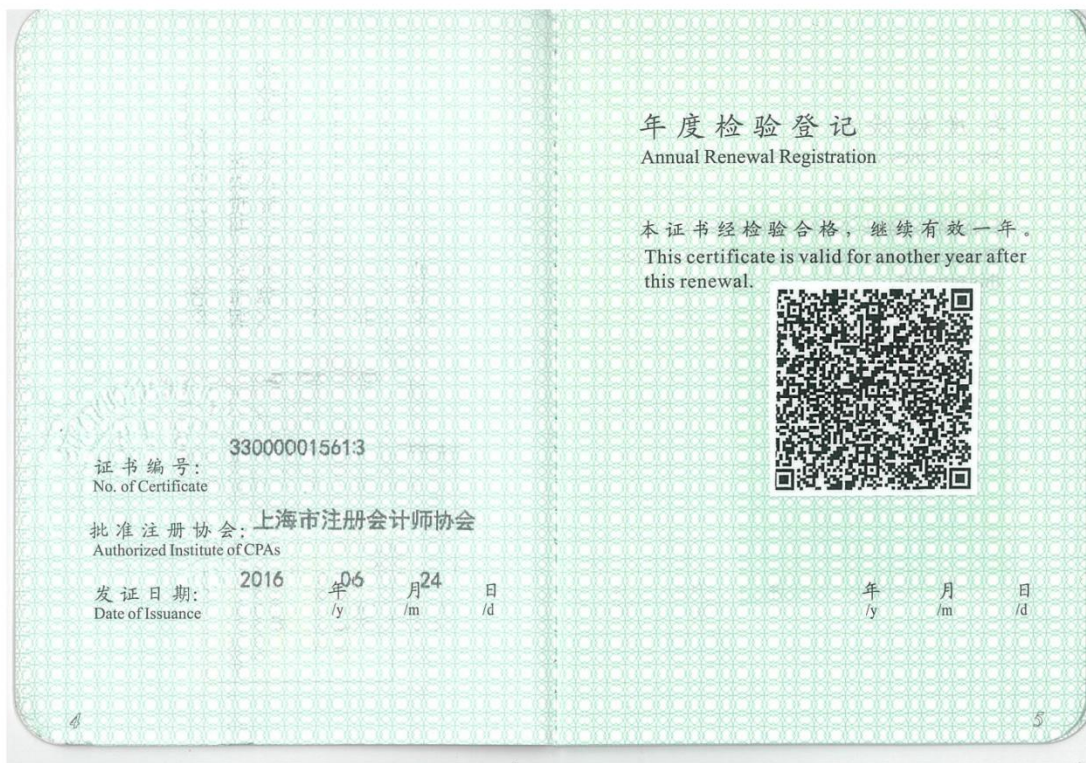 330000015613
证书编号:
No. of Certificate
批准注册协会: 上海市注册会计师协会
Authorized Institute of CPAs
发证日期: 2016 年 06 月 24 日
Date of Issuance /y /m /d
4
年度检验登记
Annual Renewal Registration
本证书经检验合格，继续有效一年。
This certificate is valid for another year after
this renewal.
年 月 日
/y /m /d
5